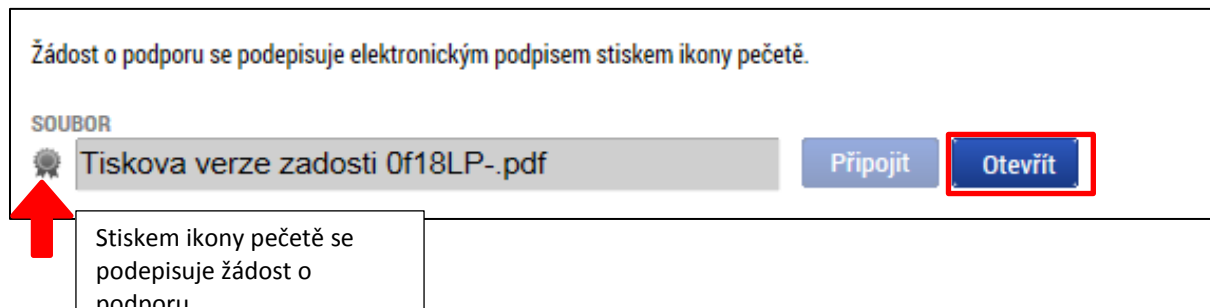 Žádost o podporu se podepisuje elektronickým podpisem stiskem ikony pečetě.
SOUBOR
Tiskova verze zadosti 0f18LP-.pdf
Připojit
Otevřít
Stiskem ikony pečetě se
podepisuje žádost o
podporu